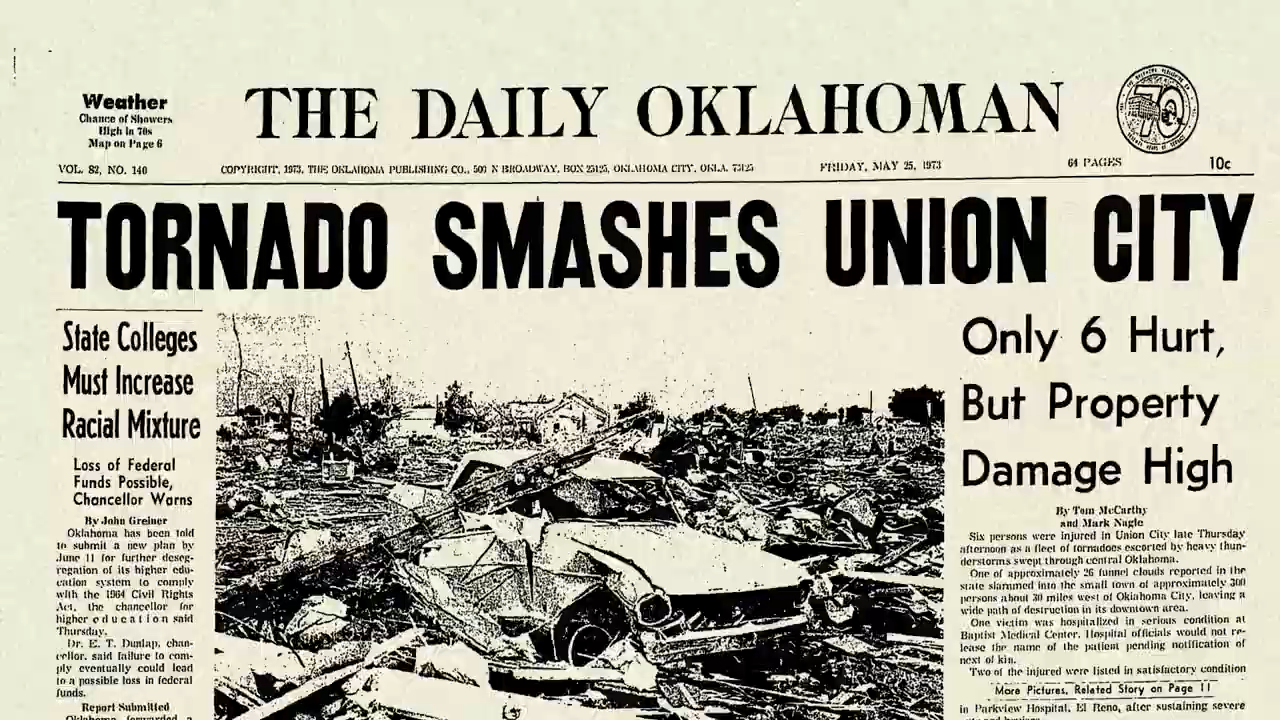 Weather
Chance of Showers
High in 70s
Map on Page 6
THE DAILY OKLAHOMAN
70
VOL. 82, NO. 140
COPYRIGHT, 1973, THE OKLAHOMA PUBLISHING CO., 500 N BROADWAY, BOX 25125, OKLAHOMA CITY, OKLA. 73125
FRIDAY, MAY 25, 1973
64 PAGES
10c
TORNADO SMASHES UNION CITY
State Colleges
Must Increase
Racial Mixture
Loss of Federal
Funds Possible,
Chancellor Warns
By John Greiner
Oklahoma has been told
to submit a new plan by
June 11 for further deseg-
regation of its higher edu-
cation system to comply
with the 1964 Civil Rights
Act, the chancellor for
higher education said
Thursday.
Dr. E. T. Dunlap, chan-
cellor, said failure to com-
ply eventually could lead
to a possible loss in federal
funds.
Report Submitted
Oklahoma forwarded a
Only 6 Hurt,
But Property
Damage High
By Tom McCarthy
and Mark Nagle
Six persons were injured in Union City late Thursday
afternoon as a fleet of tornadoes escorted by heavy thun-
derstorms swept through central Oklahoma.
One of approximately 26 funnel clouds reported in the
state slammed into the small town of approximately 300
persons about 30 miles west of Oklahoma City, leaving a
wide path of destruction in its downtown area.
One victim was hospitalized in serious condition at
Baptist Medical Center. Hospital officials would not re-
lease the name of the patient pending notification of
next of kin.
Two of the injured were listed in satisfactory condition
More Pictures, Related Story on Page 11
in Parkview Hospital, El Reno, after sustaining severe